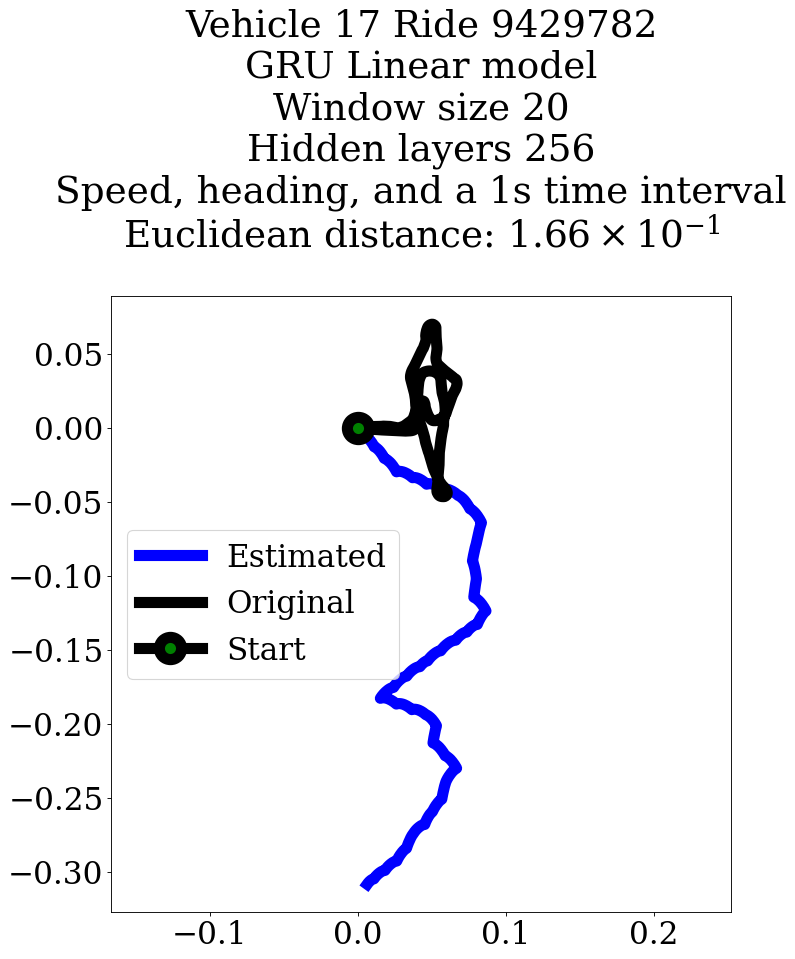 Vehicle 17 Ride 9429782
GRU Linear model
Window size 20
Hidden layers 256
Speed, heading, and a 1s time interval
Euclidean distance: 1.66 × 10⁻¹
0.05
0.00
−0.05
−0.10
−0.15
−0.20
−0.25
−0.30
Estimated
Original
Start
−0.1
0.0
0.1
0.2